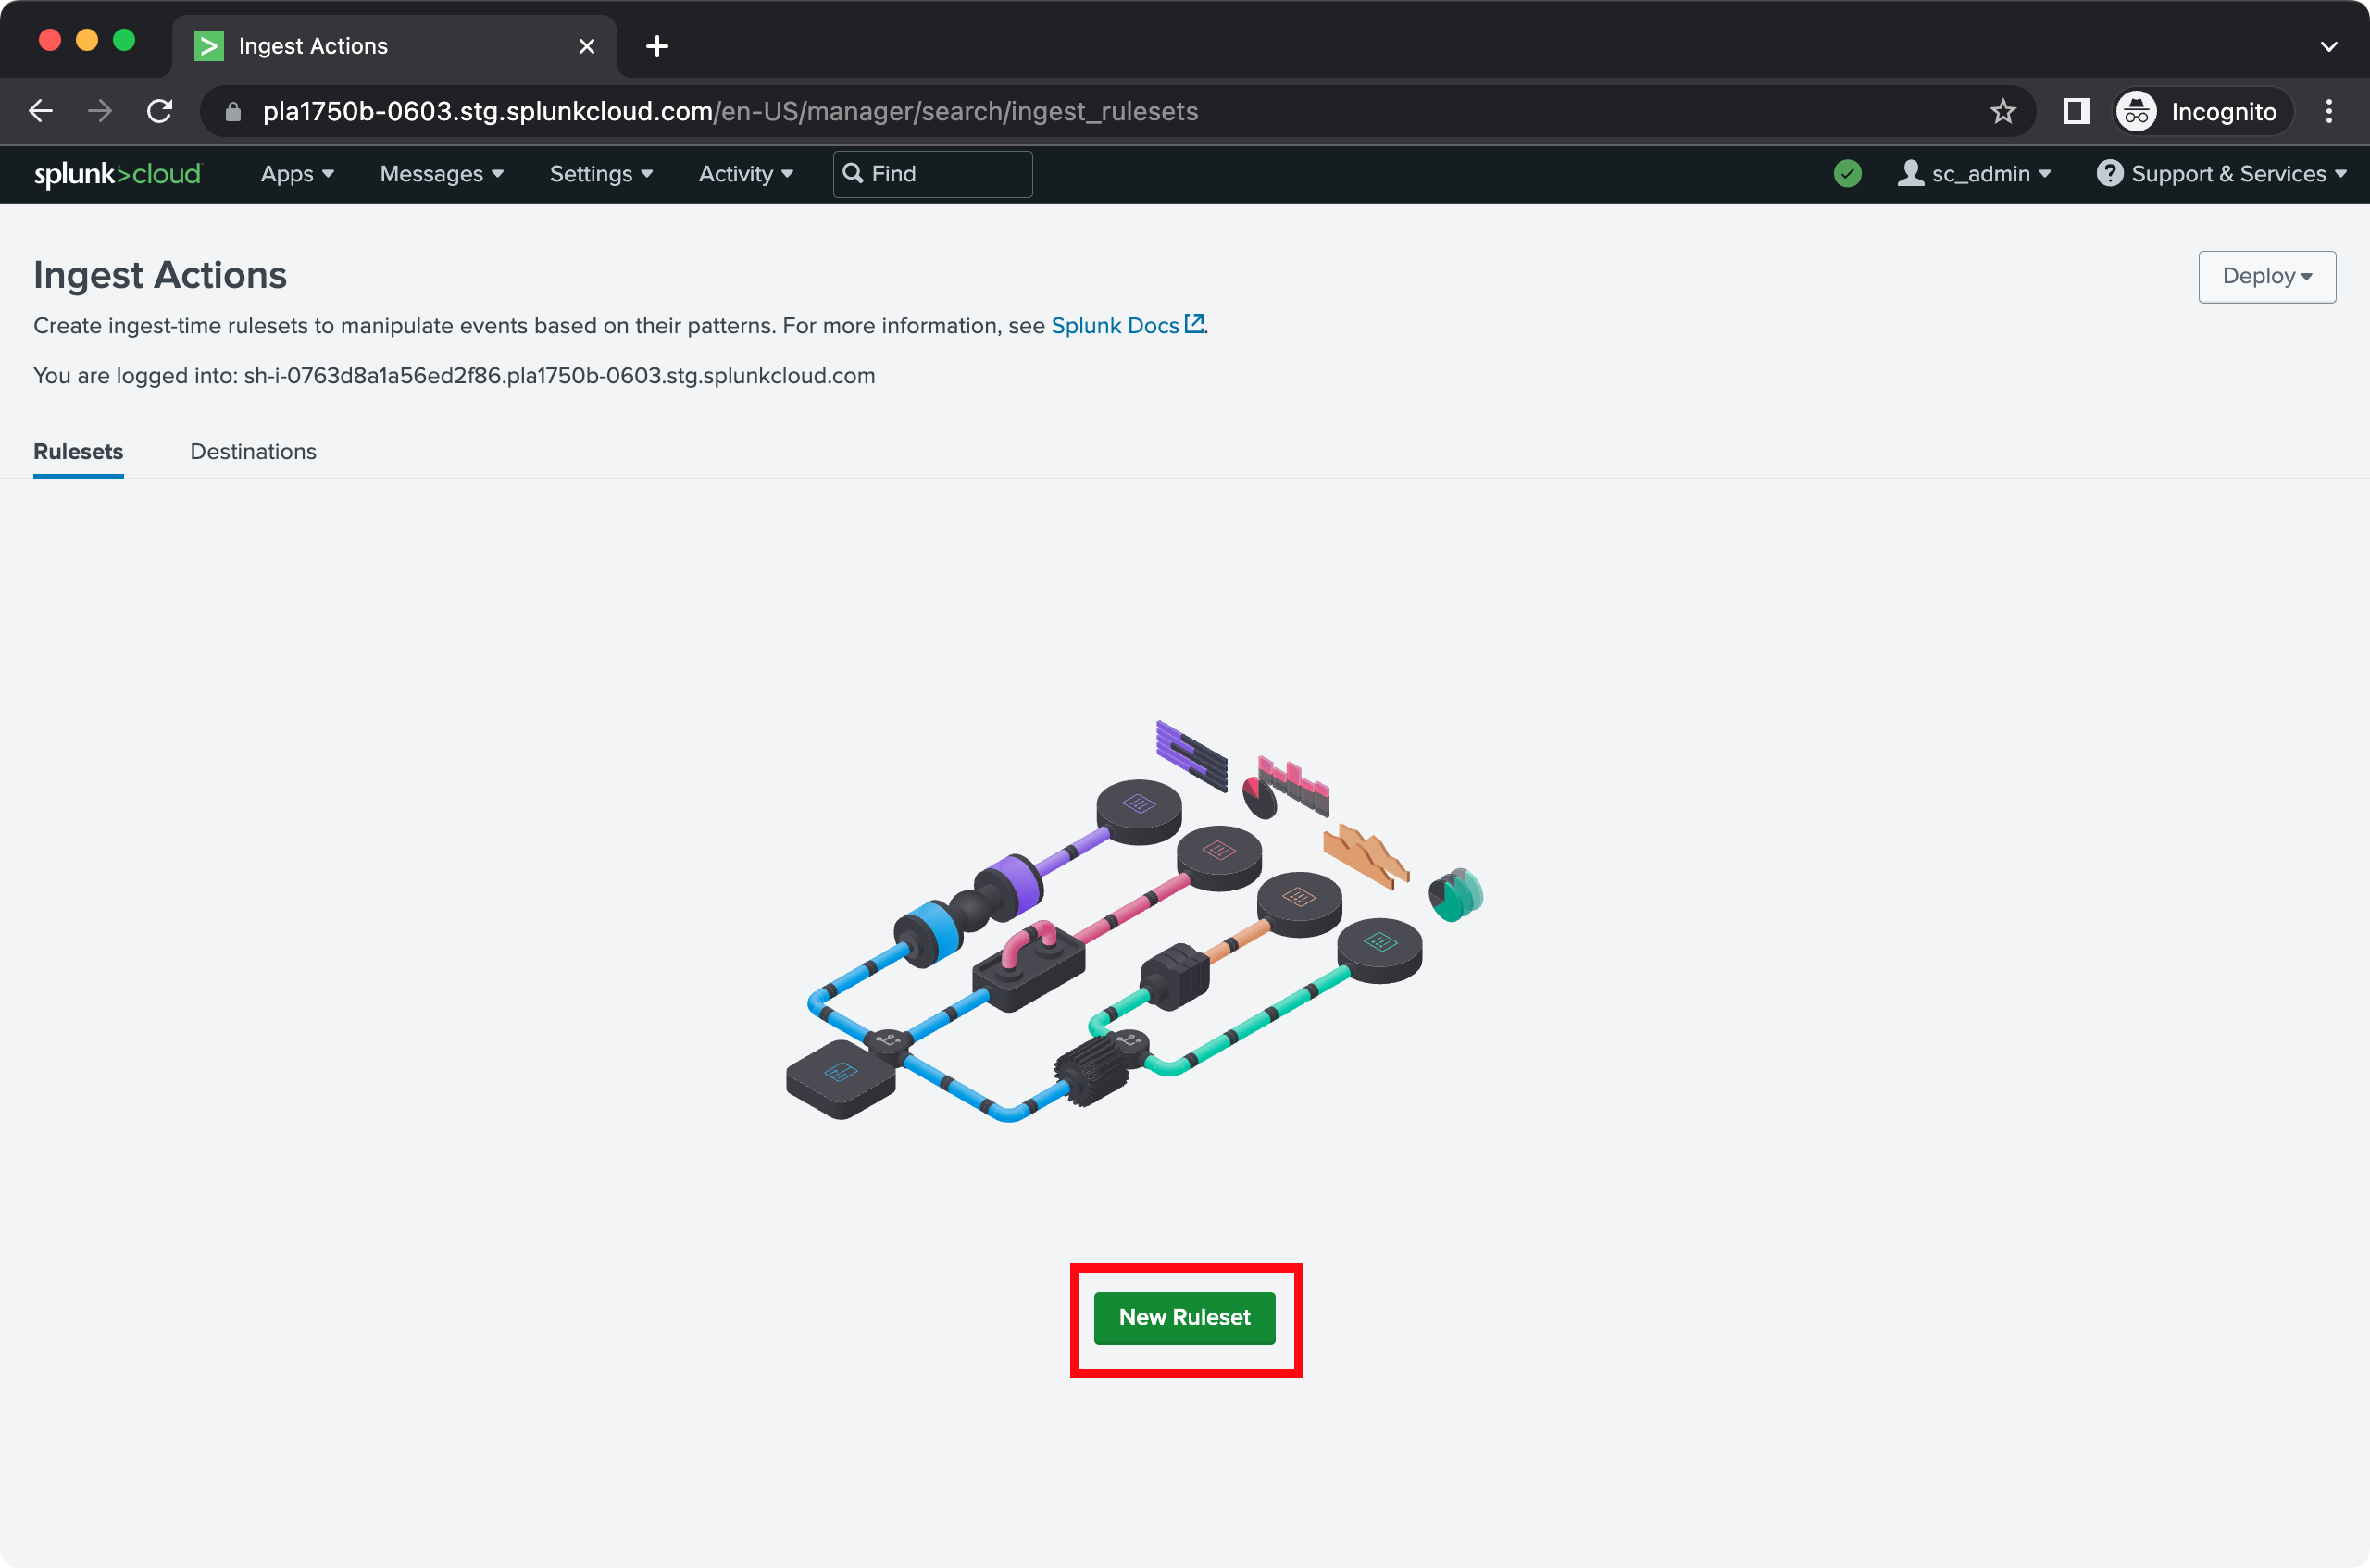 Ingest Actions
pla1750b-0603.stg.splunkcloud.com/en-US/manager/search/ingest_rulesets
Incognito
splunk>cloud
Apps
Messages
Settings
Activity
Find
sc_admin
? Support & Services
Ingest Actions
Deploy
Create ingest-time rulesets to manipulate events based on their patterns. For more information, see Splunk Docs.
You are logged into: sh-i-0763d8a1a56ed2f86.pla1750b-0603.stg.splunkcloud.com
Rulesets
Destinations
New Ruleset